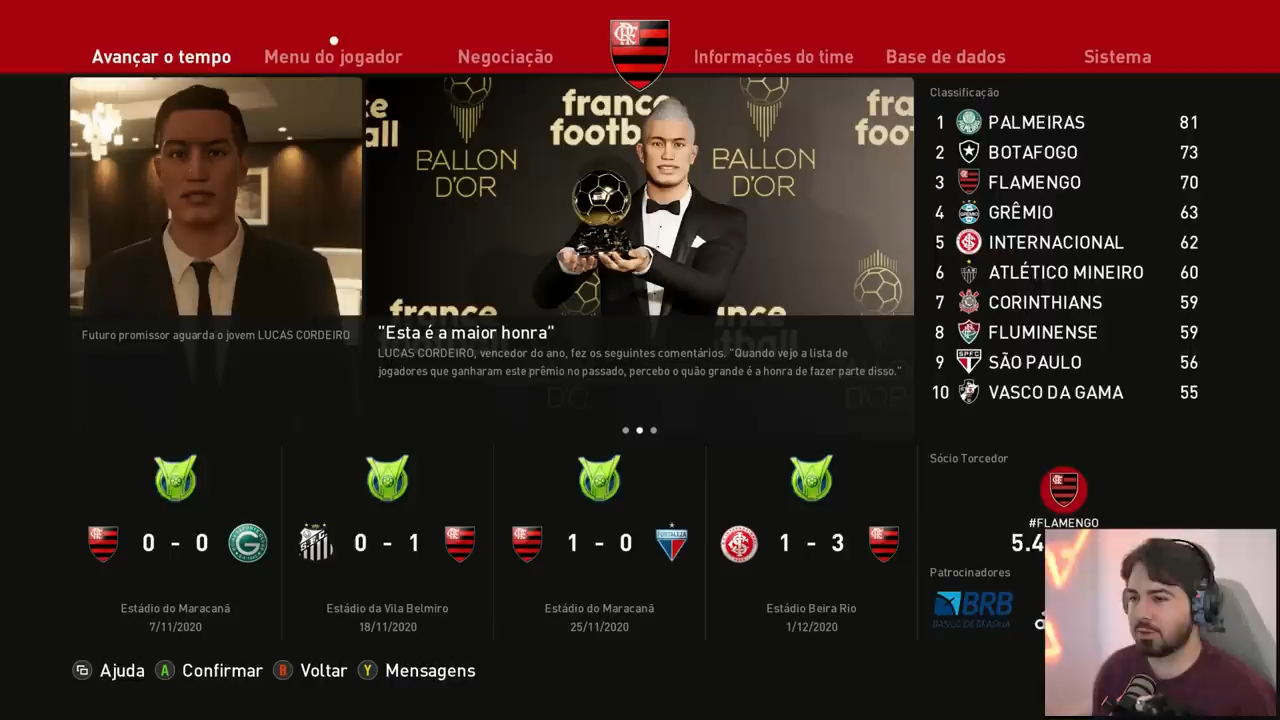 Avançar o tempo
Menu do jogador
Negociação
Informações do time
Base de dados
Sistema
france
football
BALLON
D'OR
BALLON
D'OR
Futuro promissor aguarda o jovem LUCAS CORDEIRO
"Esta é a maior honra"
LUCAS CORDEIRO, vencedor do ano, fez os seguintes comentários. "Quando vejo a lista de
jogadores que ganharam este prêmio no passado, percebo o quão grande é a honra de fazer parte disso."
Classificação
1 PALMEIRAS 81
2 BOTAFOGO 73
3 FLAMENGO 70
4 GRÊMIO 63
5 INTERNACIONAL 62
6 ATLÉTICO MINEIRO 60
7 CORINTHIANS 59
8 FLUMINENSE 59
9 SÃO PAULO 56
10 VASCO DA GAMA 55
0 - 0
Estádio do Maracanã
7/11/2020
0 - 1
Estádio da Vila Belmiro
18/11/2020
FORTALEZA
1 - 0
Estádio do Maracanã
25/11/2020
1 - 3
Estádio Beira Rio
1/12/2020
Sócio Torcedor
#FLAMENGO
5.4
Patrocinadores
BRB
Ajuda
A Confirmar
B Voltar
Y Mensagens